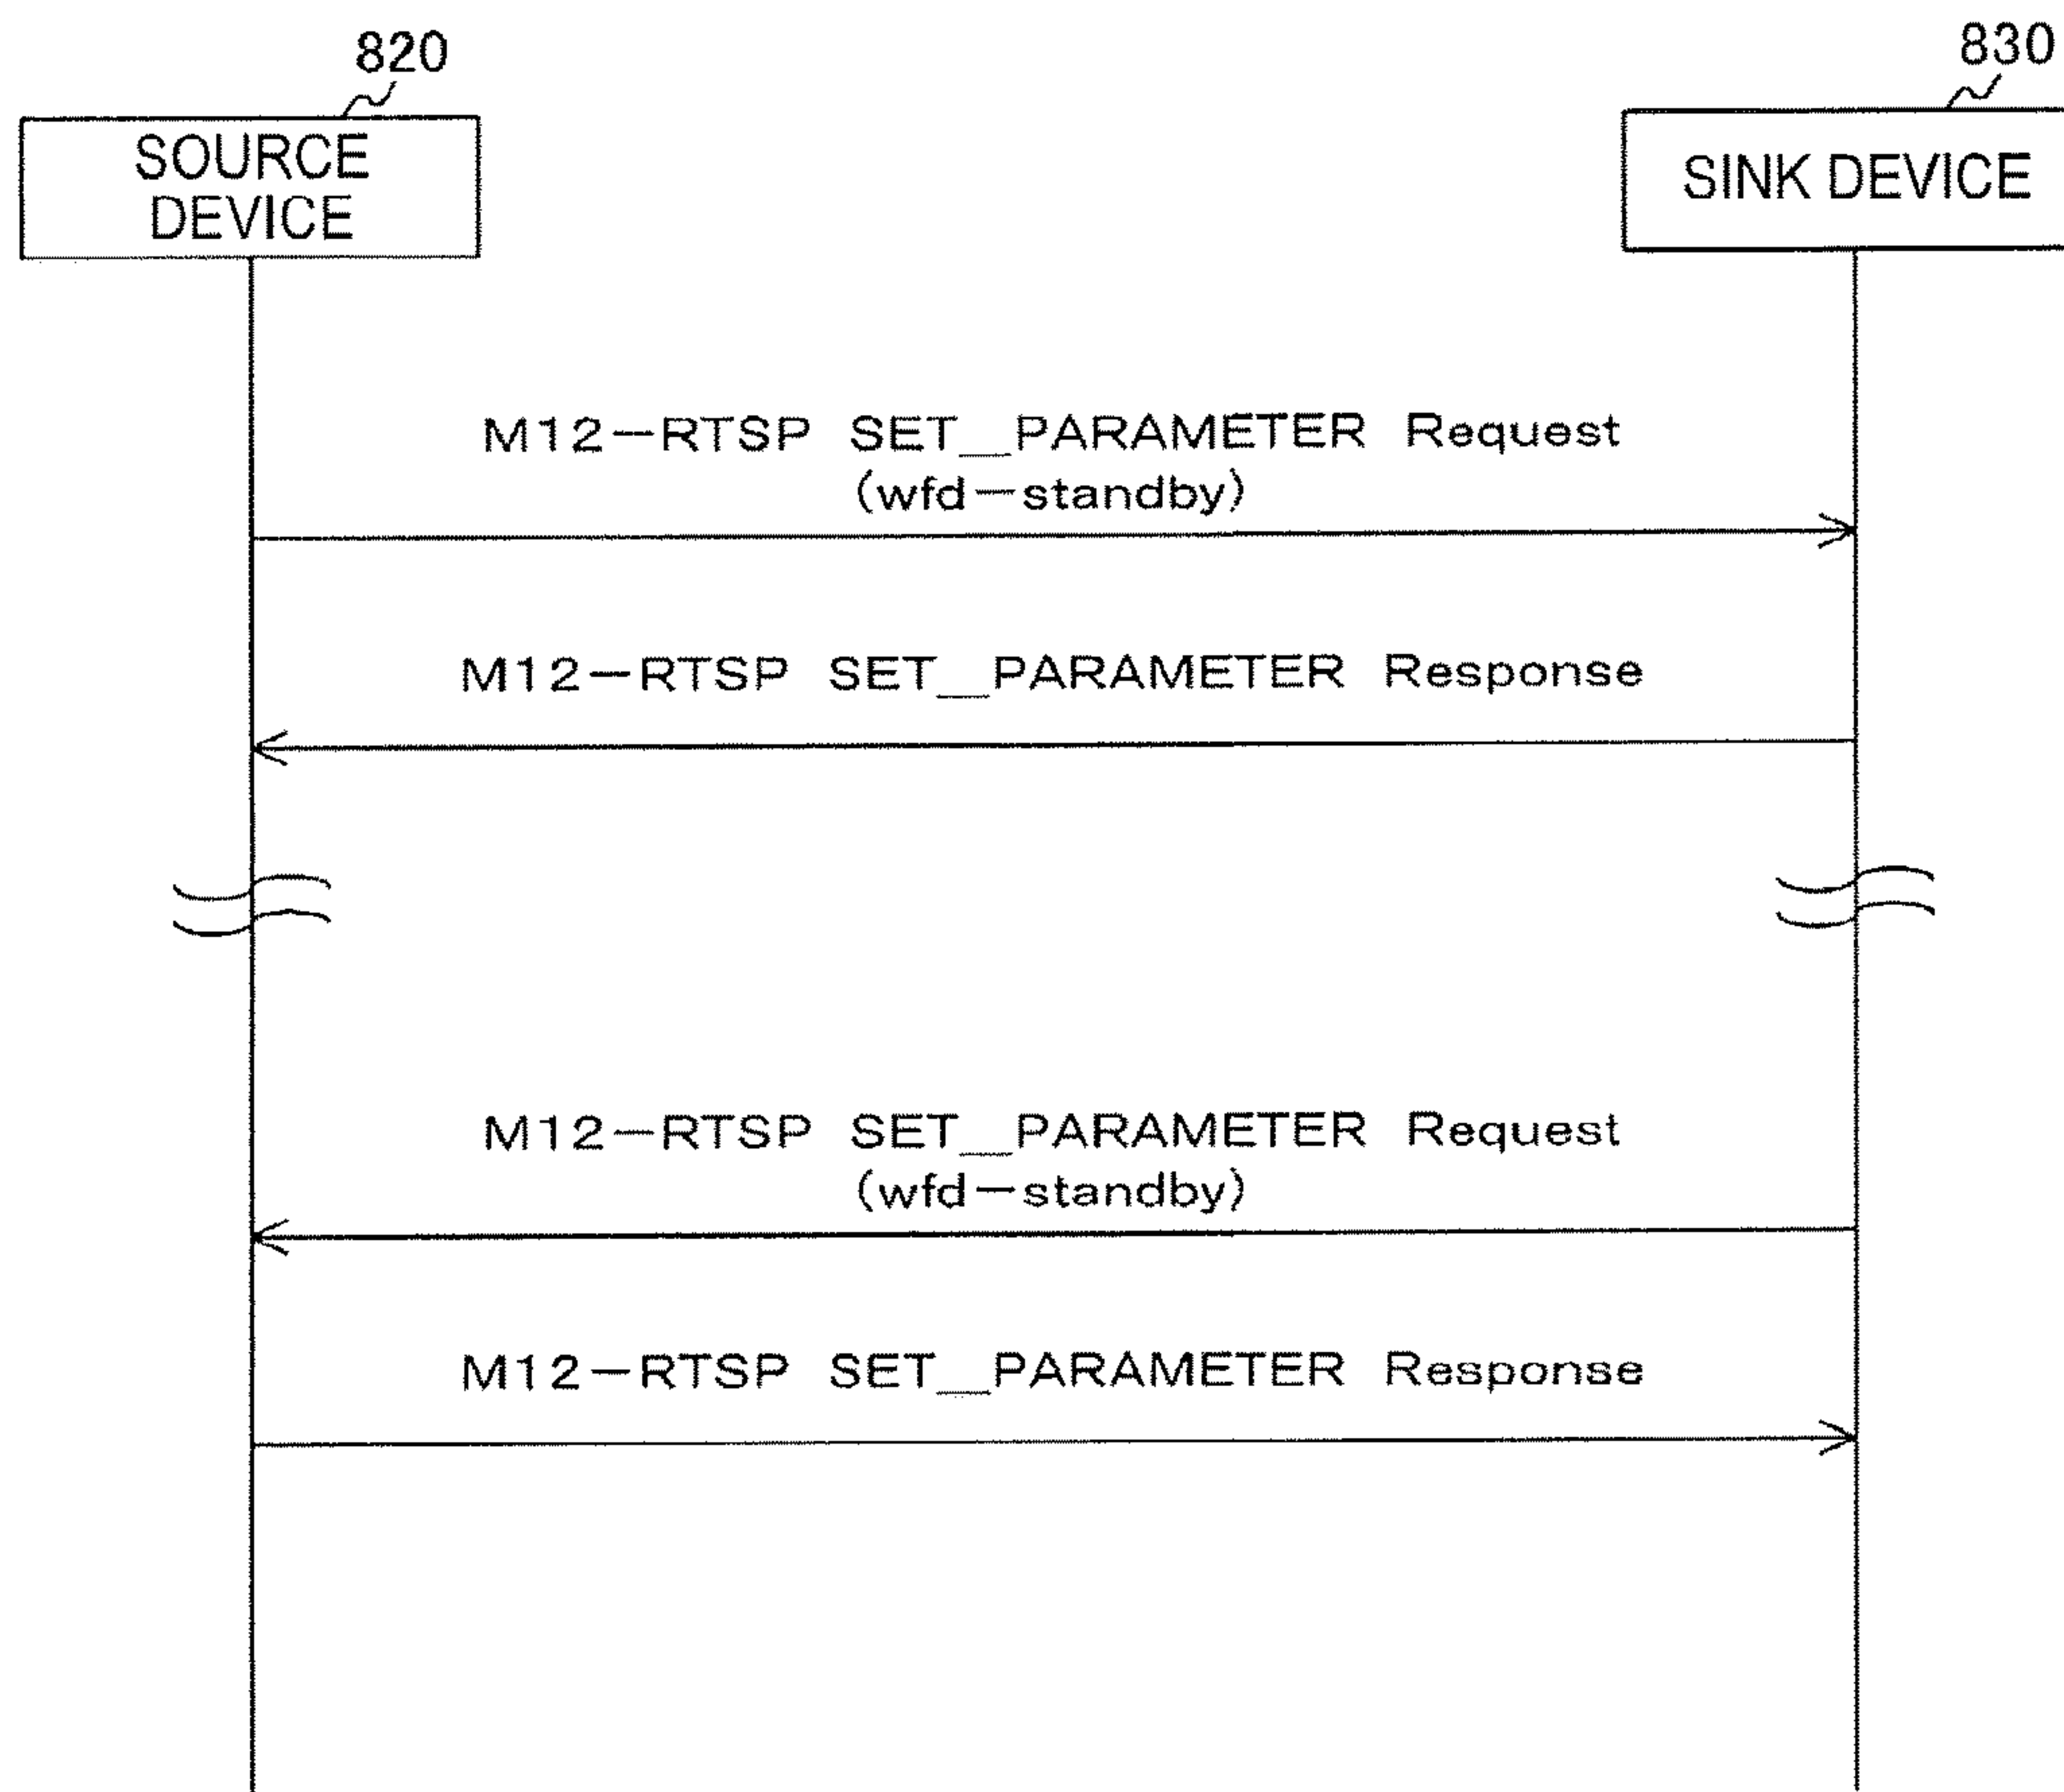 820
830
SOURCE
DEVICE
SINK DEVICE
M12-RTSP SET_PARAMETER Request
(wfd-standby)
M12-RTSP SET_PARAMETER Response
M12-RTSP SET_PARAMETER Request
(wfd-standby)
M12-RTSP SET_PARAMETER Response